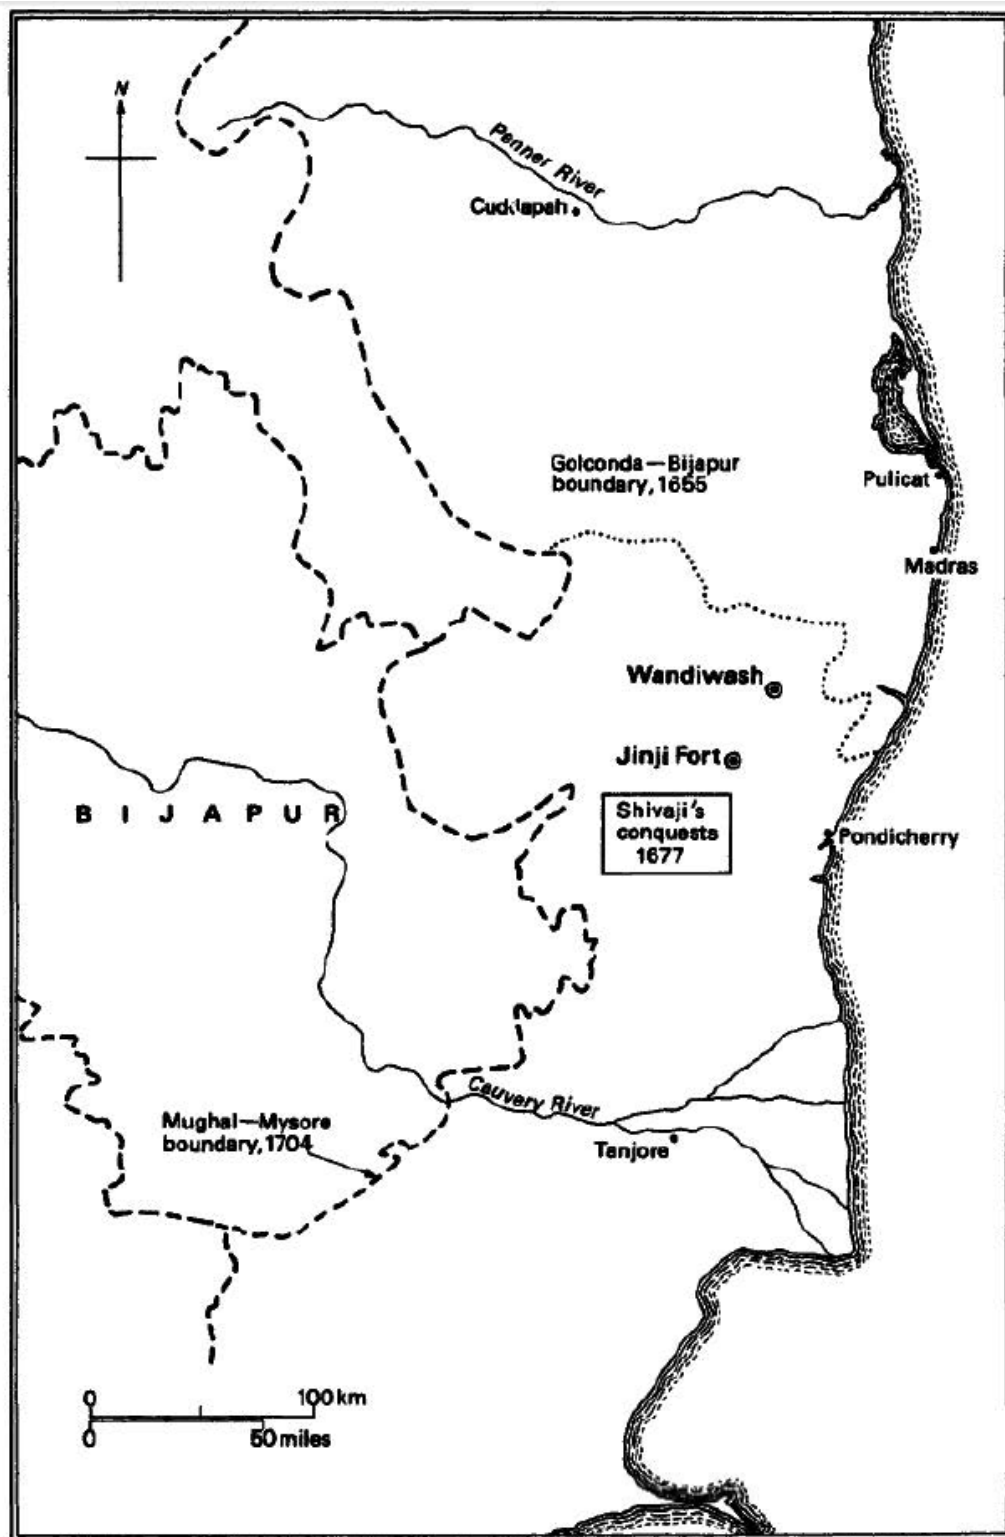 N
Penner River
Cuddapah
Golconda—Bijapur
boundary, 1655
Pulicat
Madras
Wandiwash
Jinji Fort
BIJAPUR
Shivaji's
conquests
1677
Pondicherry
Cauvery River
Mughal—Mysore
boundary, 1704
Tanjore
0 100 km
0 50 miles